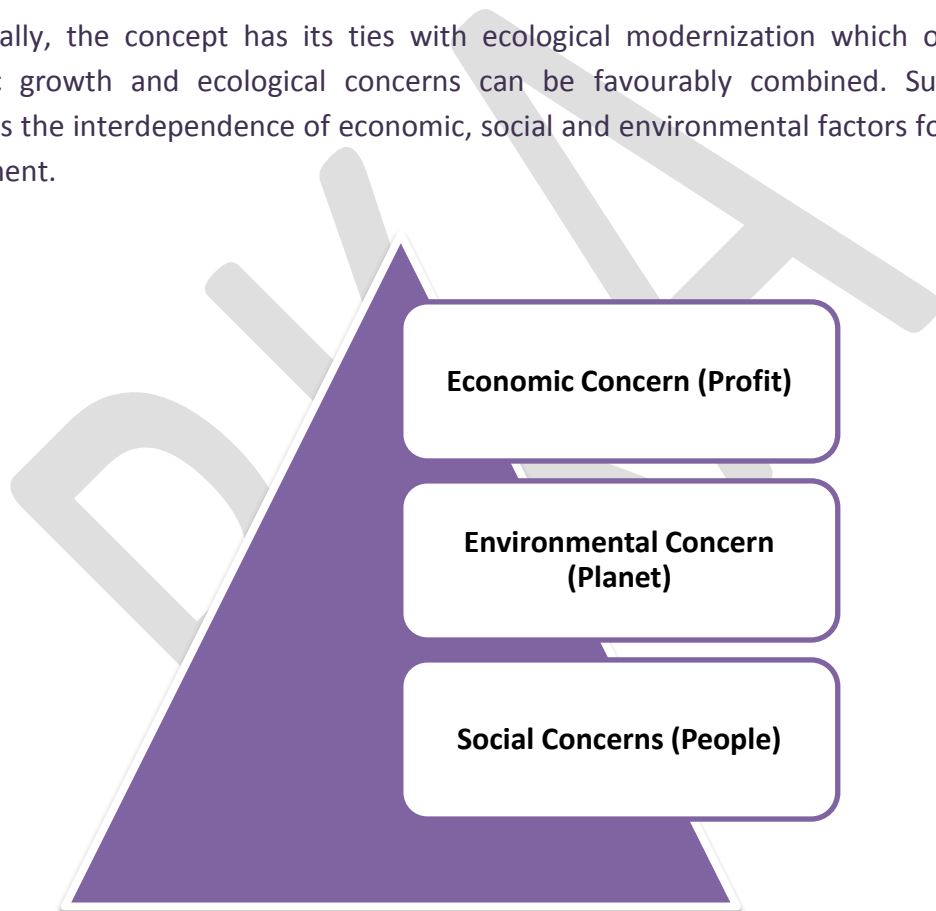 ally, the concept has its ties with ecological modernization which o
growth and ecological concerns can be favourably combined. Su
s the interdependence of economic, social and environmental factors fo
ment.
Economic Concern (Profit)
Environmental Concern
(Planet)
Social Concerns (People)